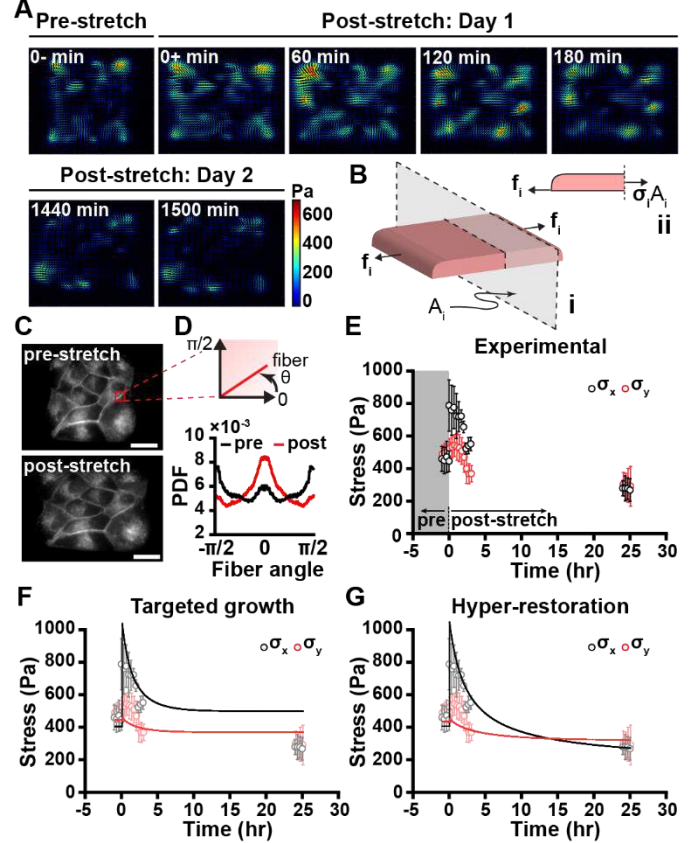 A
Pre-stretch
Post-stretch: Day 1
0- min
0+ min
60 min
120 min
180 min
Post-stretch: Day 2
1440 min
1500 min
Pa
600
400
200
0
B
fᵢ
fᵢ
Aᵢ
i
fᵢ
σᵢAᵢ
ii
C
pre-stretch
post-stretch
D
π/2
fiber
θ
0
×10⁻³
pre
post
10
8
6
4
2
PDF
-π/2
0
π/2
Fiber angle
E
Experimental
1000
800
600
400
200
0
Stress (Pa)
σₓ
σᵧ
pre
post-stretch
-5
0
5
10
15
20
25
30
Time (hr)
F
Targeted growth
1000
800
600
400
200
0
Stress (Pa)
σₓ
σᵧ
-5
0
5
10
15
20
25
30
Time (hr)
G
Hyper-restoration
1000
800
600
400
200
0
Stress (Pa)
σₓ
σᵧ
-5
0
5
10
15
20
25
30
Time (hr)